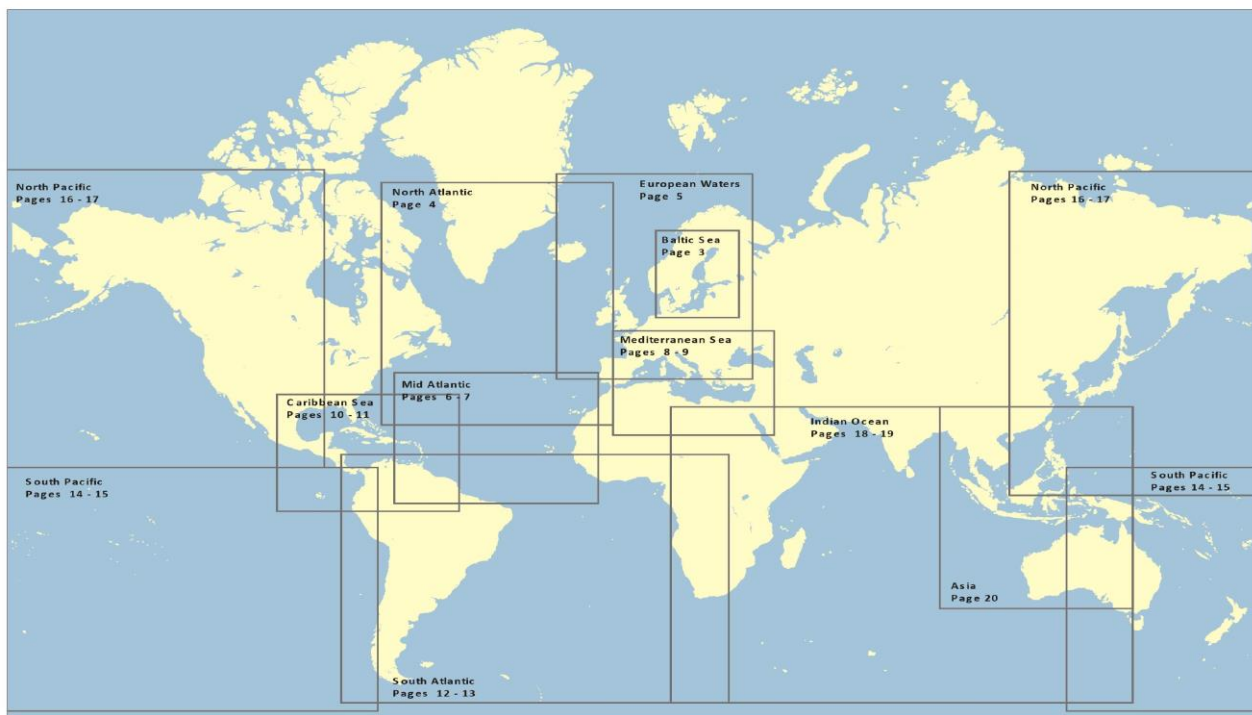 North Pacific
Pages 16 - 17
North Atlantic
Page 4
European Waters
Page 5
North Pacific
Pages 16 - 17
Baltic Sea
Page 3
Mediterranean Sea
Pages 8 - 9
Mid Atlantic
Pages 6 - 7
Caribbean Sea
Pages 10 - 11
Indian Ocean
Pages 18 - 19
South Pacific
Pages 14 - 15
South Pacific
Pages 14 - 15
Asia
Page 20
South Atlantic
Pages 12 - 13